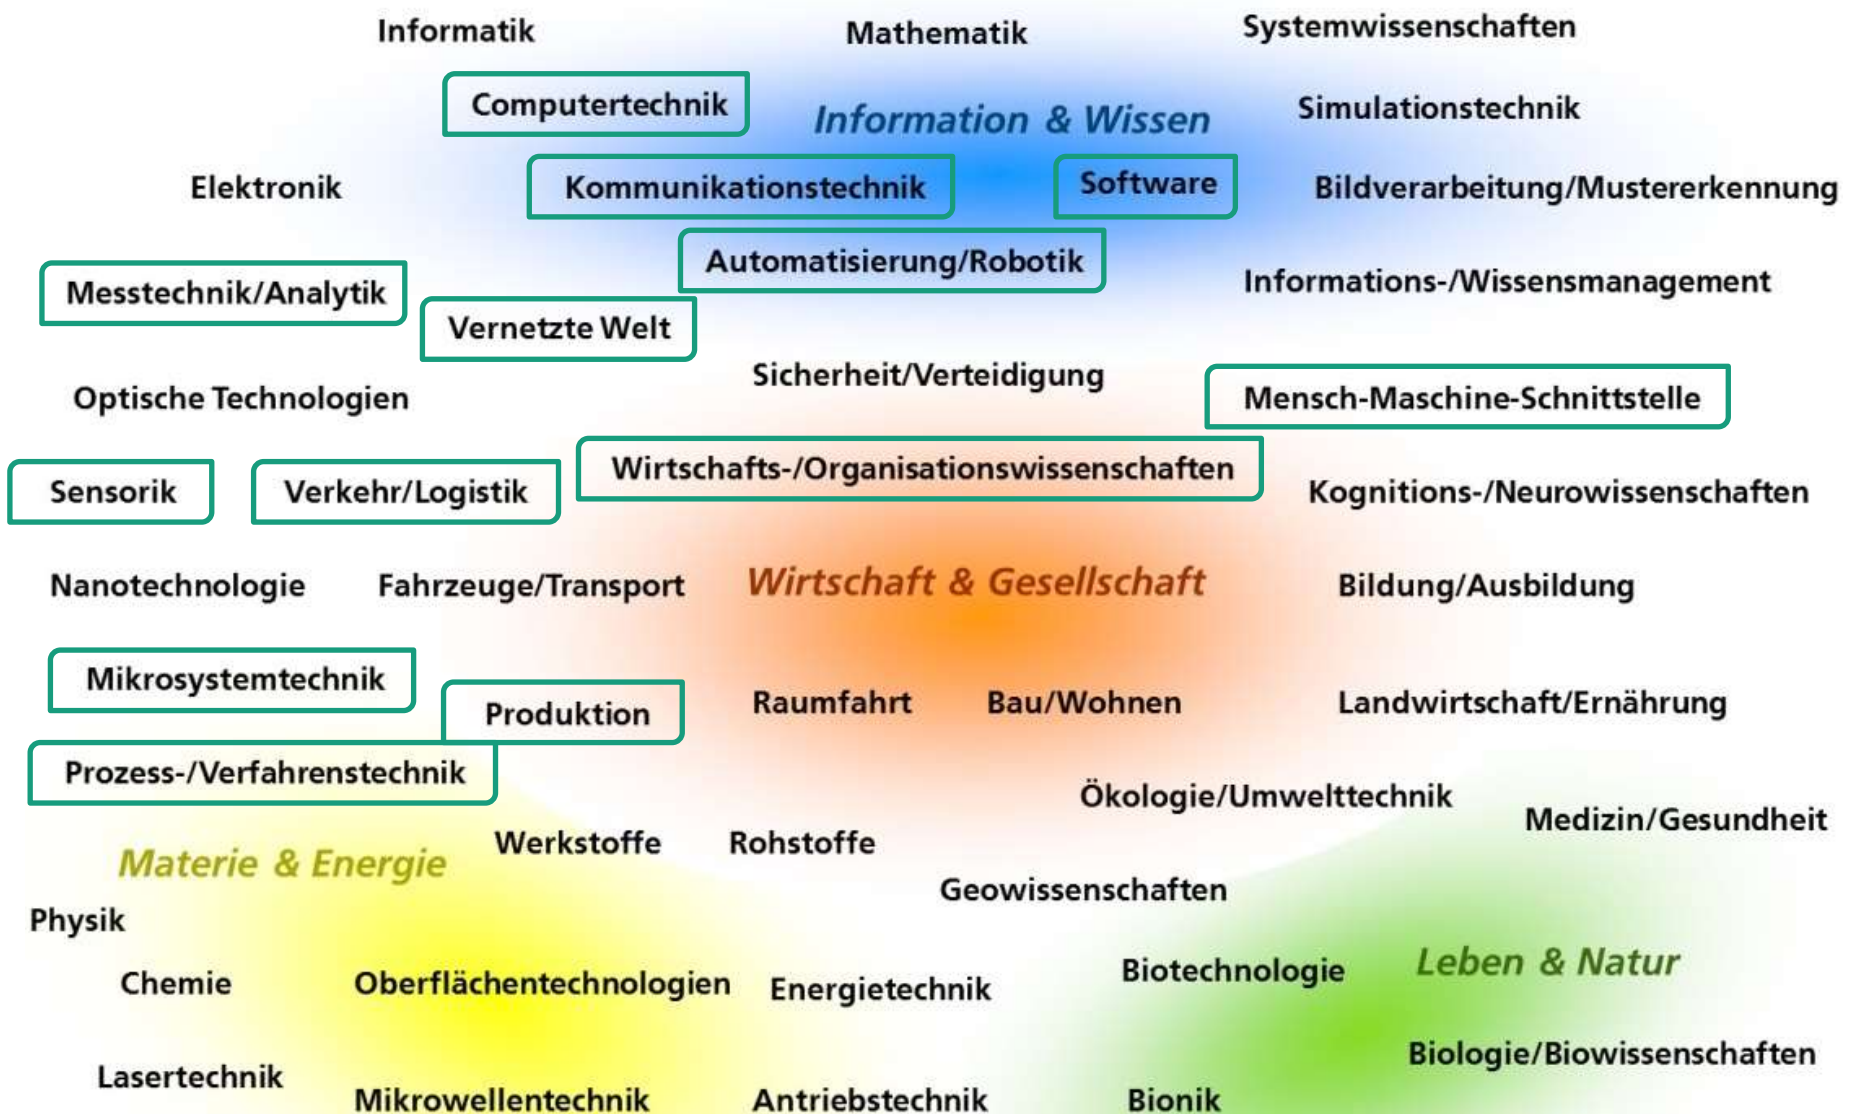 Informatik
Mathematik
Systemwissenschaften
Computertechnik
Information & Wissen
Simulationstechnik
Elektronik
Kommunikationstechnik
Software
Bildverarbeitung/Mustererkennung
Automatisierung/Robotik
Messtechnik/Analytik
Informations-/Wissensmanagement
Vernetzte Welt
Sicherheit/Verteidigung
Optische Technologien
Mensch-Maschine-Schnittstelle
Wirtschafts-/Organisationswissenschaften
Sensorik
Verkehr/Logistik
Kognitions-/Neurowissenschaften
Nanotechnologie
Fahrzeuge/Transport
Wirtschaft & Gesellschaft
Bildung/Ausbildung
Mikrosystemtechnik
Produktion
Raumfahrt
Bau/Wohnen
Landwirtschaft/Ernährung
Prozess-/Verfahrenstechnik
Ökologie/Umwelttechnik
Medizin/Gesundheit
Werkstoffe
Rohstoffe
Materie & Energie
Geowissenschaften
Physik
Chemie
Oberflächentechnologien
Energietechnik
Biotechnologie
Leben & Natur
Biologie/Biowissenschaften
Lasertechnik
Mikrowellentechnik
Antriebstechnik
Bionik